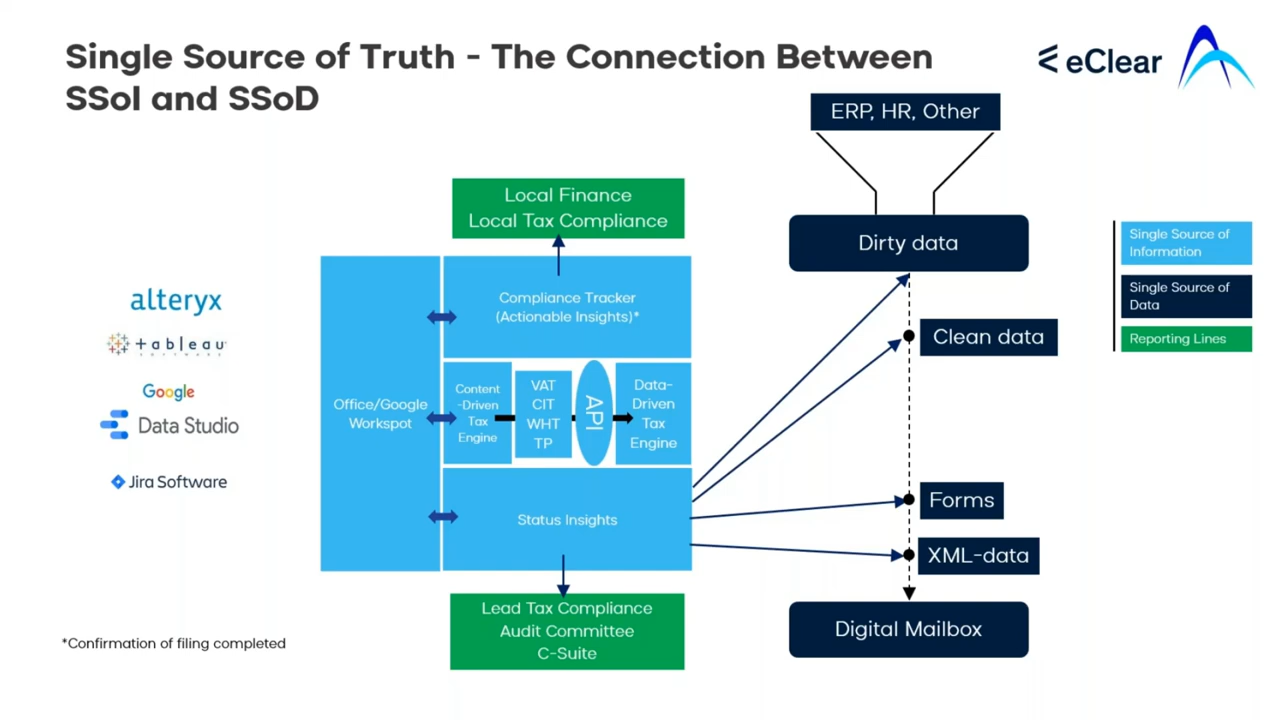 Single Source of Truth - The Connection Between
SSoI and SSoD
eClear
ERP, HR, Other
Local Finance
Local Tax Compliance
Dirty data
Single Source of
Information
Single Source of
Data
Reporting Lines
alteryx
+ableau
SOFTWARE
Google
Data Studio
Jira Software
Office/Google
Workspot
Compliance Tracker
(Actionable Insights)*
Content
-Driven
Tax
Engine
VAT
CIT
WHT
TP
API
Data-
Driven
Tax
Engine
Status Insights
Clean data
Forms
XML-data
Digital Mailbox
Lead Tax Compliance
Audit Committee
C-Suite
*Confirmation of filing completed